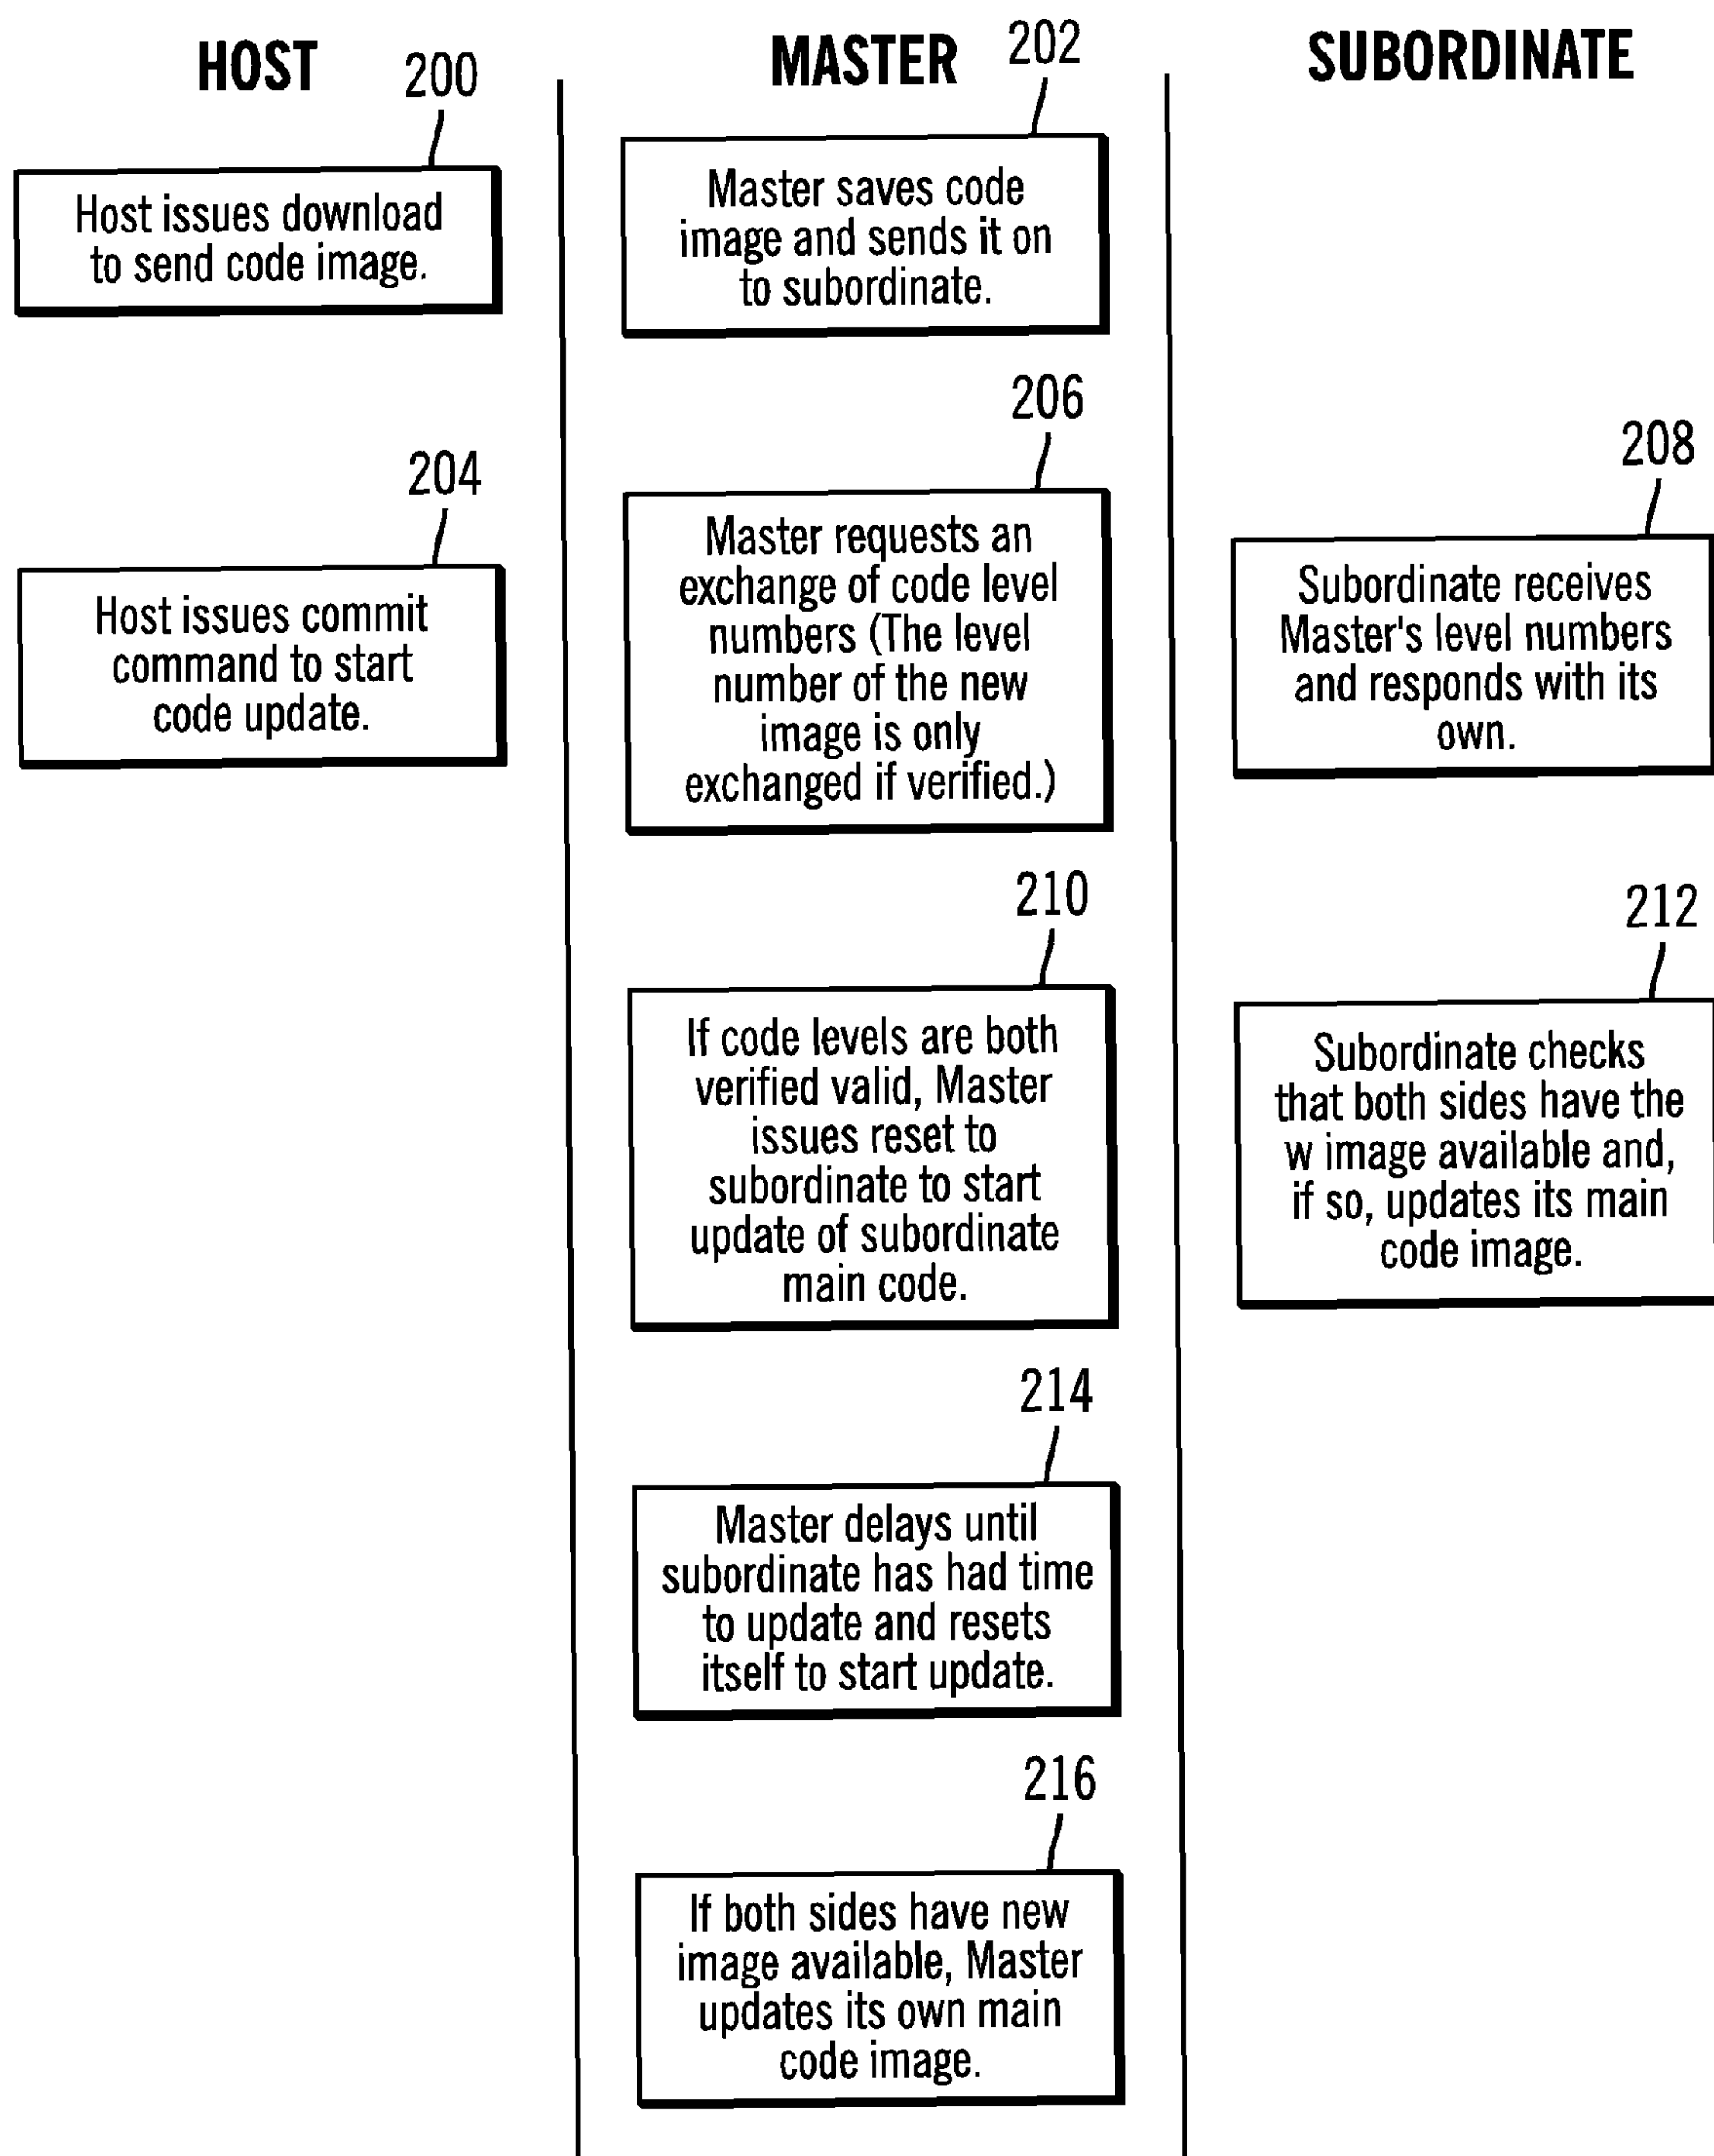 HOST
MASTER
SUBORDINATE
200
Host issues download
to send code image.
202
Master saves code
image and sends it on
to subordinate.
204
Host issues commit
command to start
code update.
206
Master requests an
exchange of code level
numbers (The level
number of the new
image is only
exchanged if verified.)
208
Subordinate receives
Master's level numbers
and responds with its
own.
210
If code levels are both
verified valid, Master
issues reset to
subordinate to start
update of subordinate
main code.
212
Subordinate checks
that both sides have the
w image available and,
if so, updates its main
code image.
214
Master delays until
subordinate has had time
to update and resets
itself to start update.
216
If both sides have new
image available, Master
updates its own main
code image.